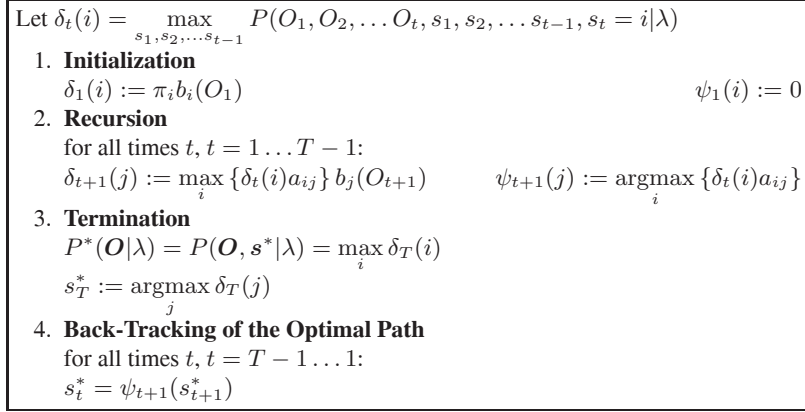 Let δ_t(i) = max_{s_1,s_2,...s_{t−1}} P(O_1, O_2, . . . O_t, s_1, s_2, . . . s_{t−1}, s_t = i|λ)
1. Initialization
δ_1(i) := π_i b_i(O_1) ψ_1(i) := 0
2. Recursion
for all times t, t = 1 . . . T − 1:
δ_{t+1}(j) := max_i {δ_t(i)a_{ij}} b_j(O_{t+1}) ψ_{t+1}(j) := argmax_i {δ_t(i)a_{ij}}
3. Termination
P*(O|λ) = P(O, s*|λ) = max_i δ_T(i)
s*_T := argmax_j δ_T(j)
4. Back-Tracking of the Optimal Path
for all times t, t = T − 1 . . . 1:
s*_t = ψ_{t+1}(s*_{t+1})